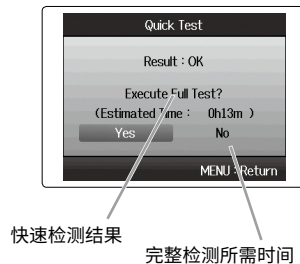 Quick Test
Result : OK
Execute Full Test?
(Estimated Time : 0h13m )
Yes No
MENU : Return
快速检测结果
完整检测所需时间